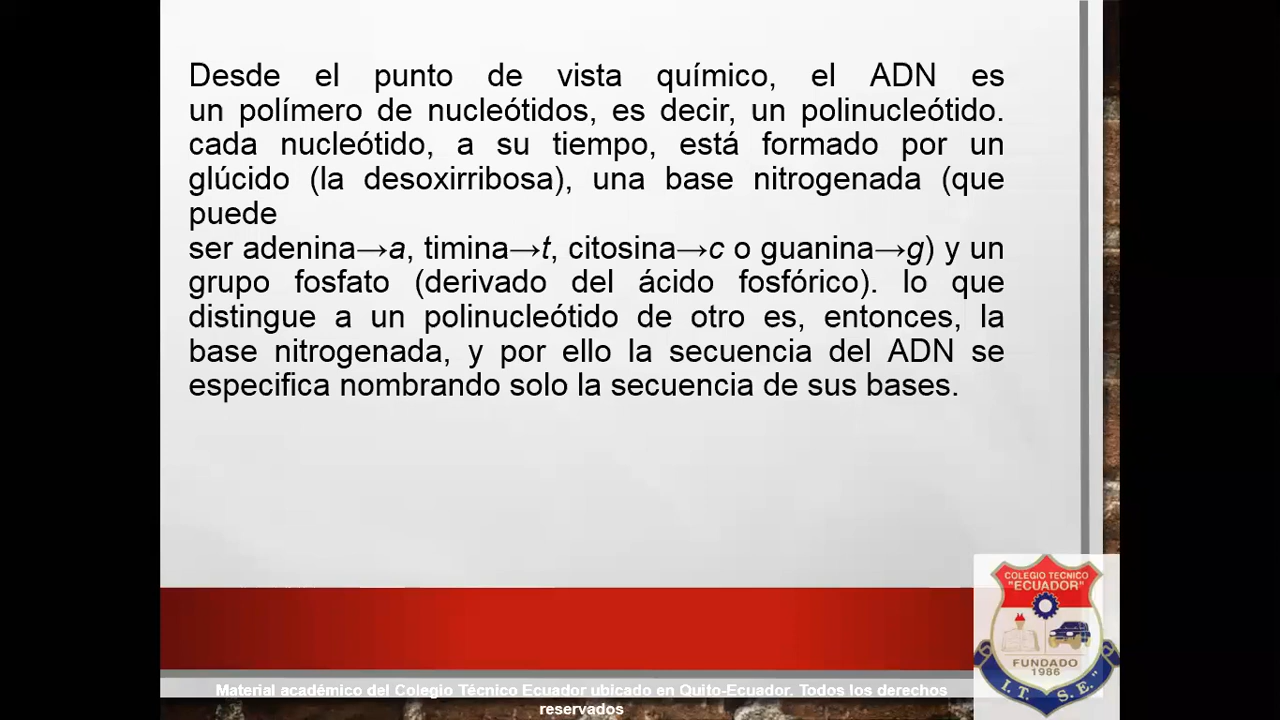 Desde el punto de vista químico, el ADN es
un polímero de nucleótidos, es decir, un polinucleótido.
cada nucleótido, a su tiempo, está formado por un
glúcido (la desoxirribosa), una base nitrogenada (que
puede
ser adenina→a, timina→t, citosina→c o guanina→g) y un
grupo fosfato (derivado del ácido fosfórico). lo que
distingue a un polinucleótido de otro es, entonces, la
base nitrogenada, y por ello la secuencia del ADN se
especifica nombrando solo la secuencia de sus bases.
COLEGIO TECNICO
"ECUADOR"
FUNDADO
1986
I.T. S.E.
Material académico del Colegio Técnico Ecuador ubicado en Quito-Ecuador. Todos los derechos
reservados